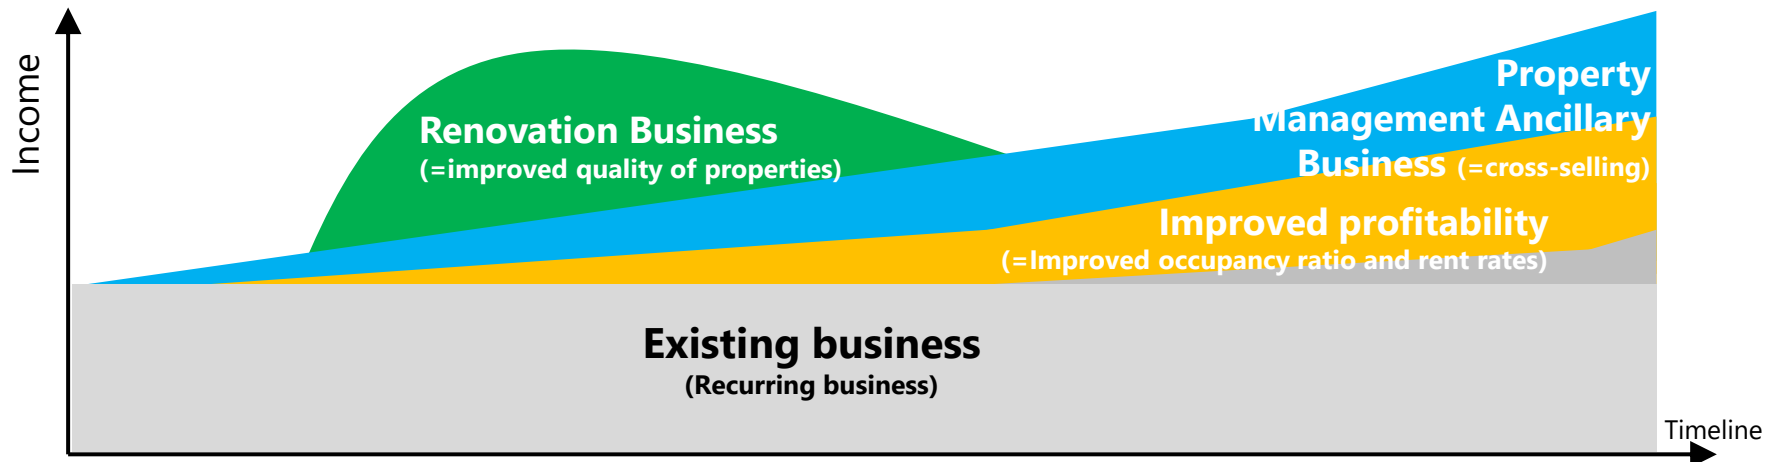 Income
Renovation Business
(=improved quality of properties)
Property
Management Ancillary
Business (=cross-selling)
Improved profitability
(=Improved occupancy ratio and rent rates)
Existing business
(Recurring business)
Timeline